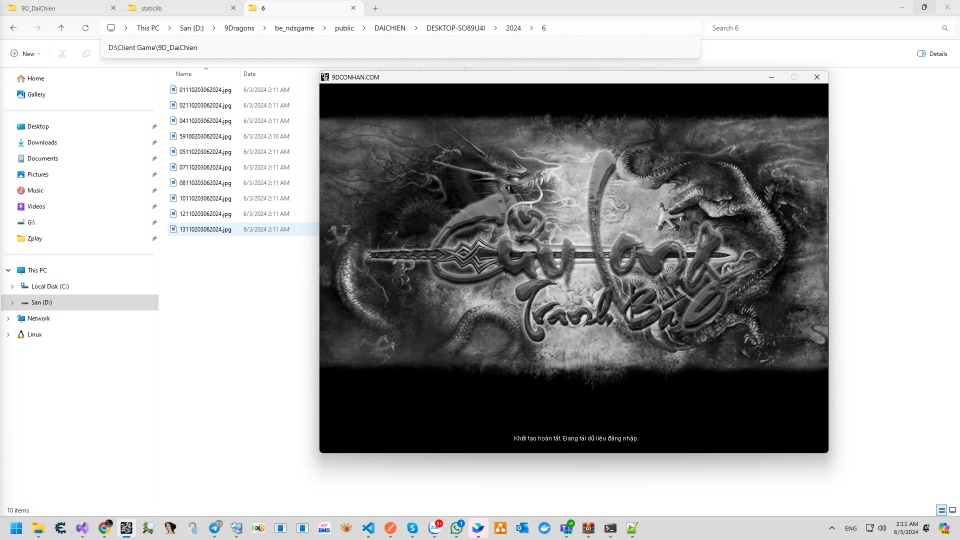 9D_DaiChien
staticlib
6
This PC
San (D:)
9Dragons
be_ndsgame
public
DAICHIEN
DESKTOP-SO89U4I
2024
6
Search 6
New
D:\Client Game\9D_DaiChien
Details
Name
Date
Home
Gallery
Desktop
Downloads
Documents
Pictures
Music
Videos
G:\
Zplay
This PC
Local Disk (C:)
San (D:)
Network
Linux
01110203062024.jpg 6/3/2024 2:11 AM
02110203062024.jpg 6/3/2024 2:11 AM
04110203062024.jpg 6/3/2024 2:11 AM
59100203062024.jpg 6/3/2024 2:10 AM
05110203062024.jpg 6/3/2024 2:11 AM
07110203062024.jpg 6/3/2024 2:11 AM
08110203062024.jpg 6/3/2024 2:11 AM
10110203062024.jpg 6/3/2024 2:11 AM
12110203062024.jpg 6/3/2024 2:11 AM
13110203062024.jpg 6/3/2024 2:11 AM
9DCONHAN.COM
Cửu Long
Tranh Bá
Khởi tạo hoàn tất. Đang tải dữ liệu đăng nhập.
10 items
ENG
2:11 AM
6/3/2024